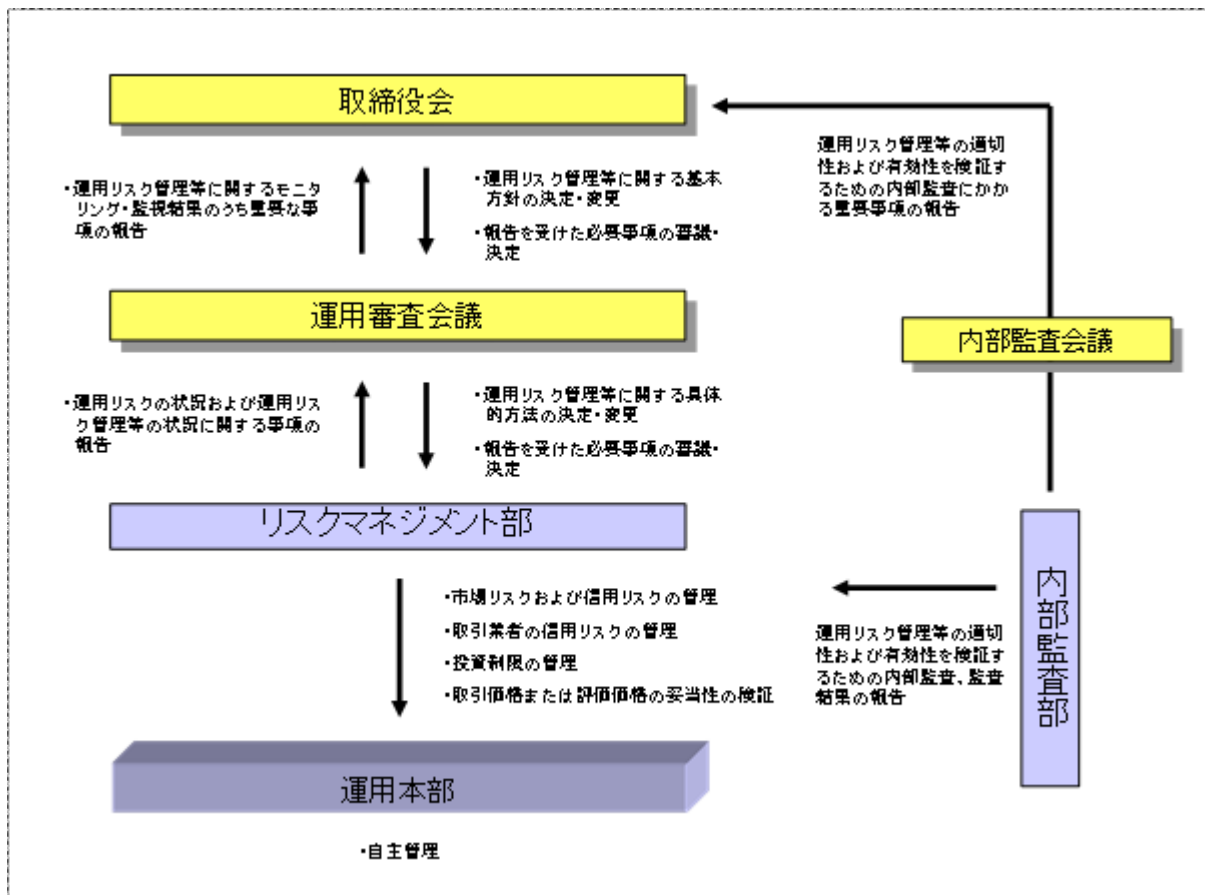 取締役会
・運用リスク管理等に関するモニ
タリング・監視結果のうち重要な事
項の報告
・運用リスク管理等に関する基本
方針の決定・変更
・報告を受けた必要事項の審議・
決定
運用リスク管理等の適切
性および有効性を検証す
るための内部監査にかか
る重要事項の報告
運用審査会議
内部監査会議
・運用リスクの状況および運用リス
ク管理等の状況に関する事項の
報告
・運用リスク管理等に関する具体
的方法の決定・変更
・報告を受けた必要事項の審議・
決定
リスクマネジメント部
内部監査部
・市場リスクおよび信用リスクの管理
・取引業者の信用リスクの管理
・投資制限の管理
・取引価格または評価価格の妥当性の検証
運用リスク管理等の適切
性および有効性を検証す
るための内部監査、監査
結果の報告
運用本部
・自主管理